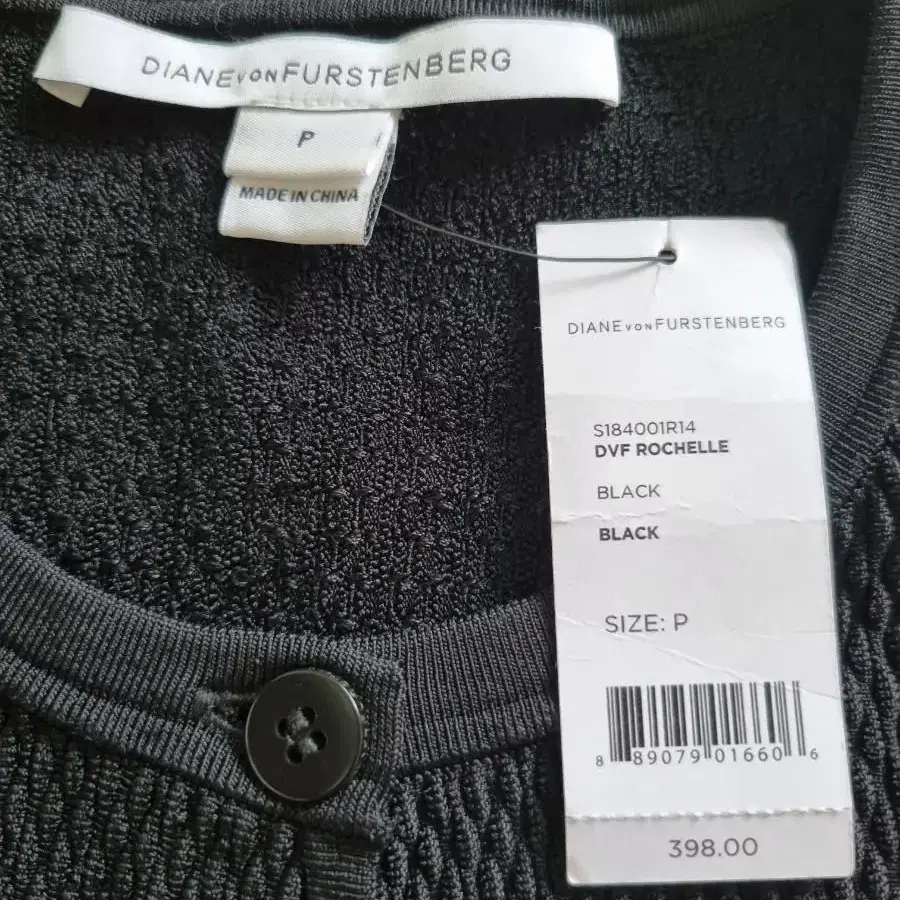 DIANE VON FURSTENBERG
P
MADE IN CHINA
DIANE VON FURSTENBERG
S184001R14
DVF ROCHELLE
BLACK
BLACK
SIZE: P
8 89079 01660 6
398.00